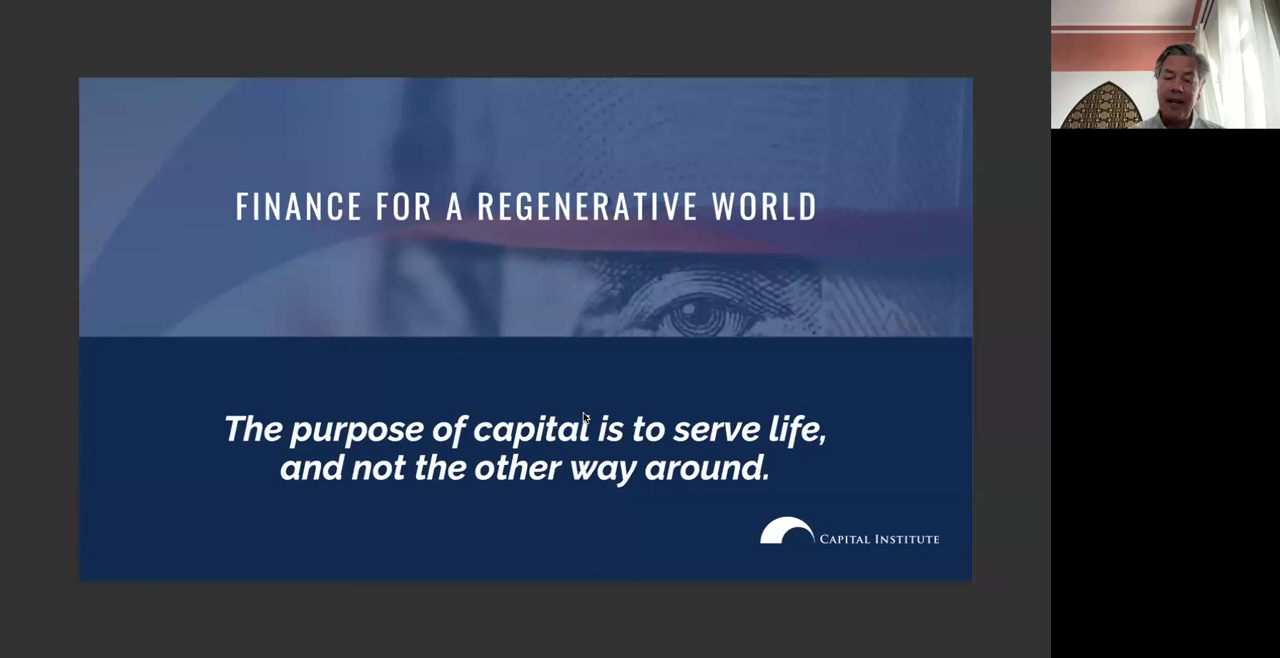 FINANCE FOR A REGENERATIVE WORLD
The purpose of capital is to serve life,
and not the other way around.
CAPITAL INSTITUTE